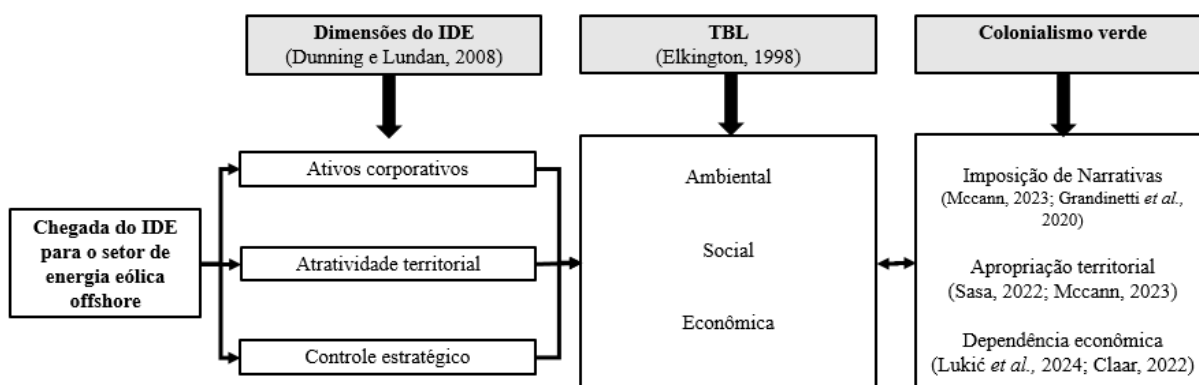 Dimensões do IDE
(Dunning e Lundan, 2008)
TBL
(Elkington, 1998)
Colonialismo verde
Chegada do IDE
para o setor de
energia eólica
offshore
Ativos corporativos
Atratividade territorial
Controle estratégico
Ambiental
Social
Econômica
Imposição de Narrativas
(Mccann, 2023; Grandinetti et al.,
2020)
Apropriação territorial
(Sasa, 2022; Mccann, 2023)
Dependência econômica
(Lukić et al., 2024; Claar, 2022)